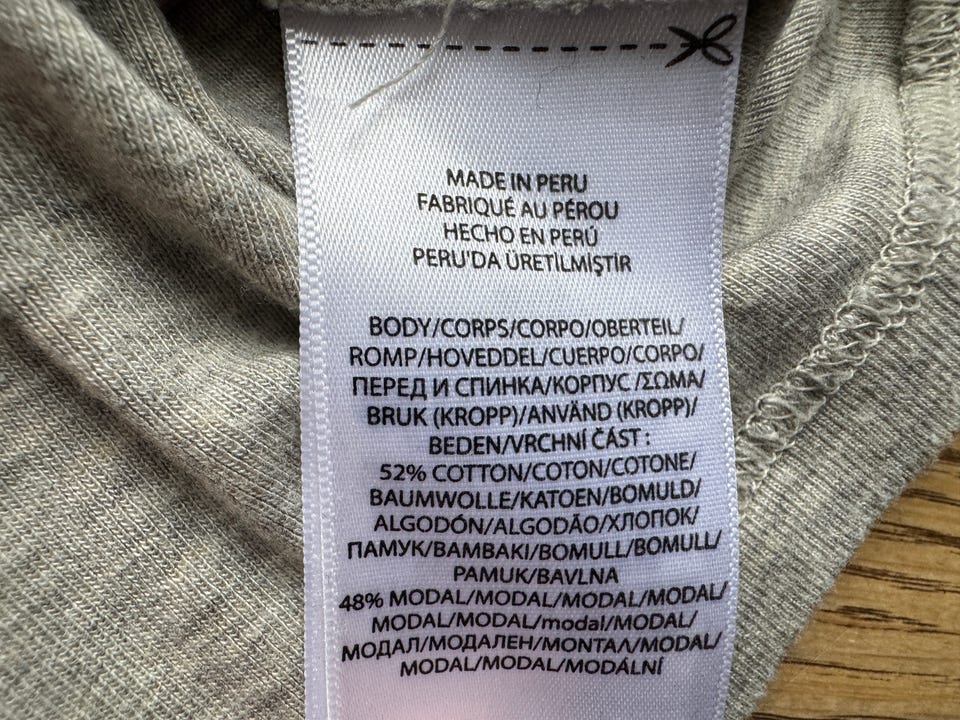 MADE IN PERU
FABRIQUÉ AU PÉROU
HECHO EN PERÚ
PERU'DA ÜRETİLMİŞTİR
BODY/CORPS/CORPO/OBERTEIL/
ROMP/HOVEDDEL/CUERPO/CORPO/
ПЕРЕД И СПИНКА/КОРПУС /ΣΩΜΑ/
BRUK (KROPP)/ANVÄND (KROPP)/
BEDEN/VRCHNÍ ČÁST :
52% COTTON/COTON/COTONE/
BAUMWOLLE/KATOEN/BOMULD/
ALGODÓN/ALGODÃO/ХЛОПОК/
ПАМУК/ΒΑΜΒΑΚΙ/BOMULL/BOMULL/
PAMUK/BAVLNA
48% MODAL/MODAL/MODAL/MODAL/
MODAL/MODAL/modal/MODAL/
МОДАЛ/МОДАЛЕН/ΜΟΝΤΑΛ/MODAL/
MODAL/MODAL/MODÁLNÍ